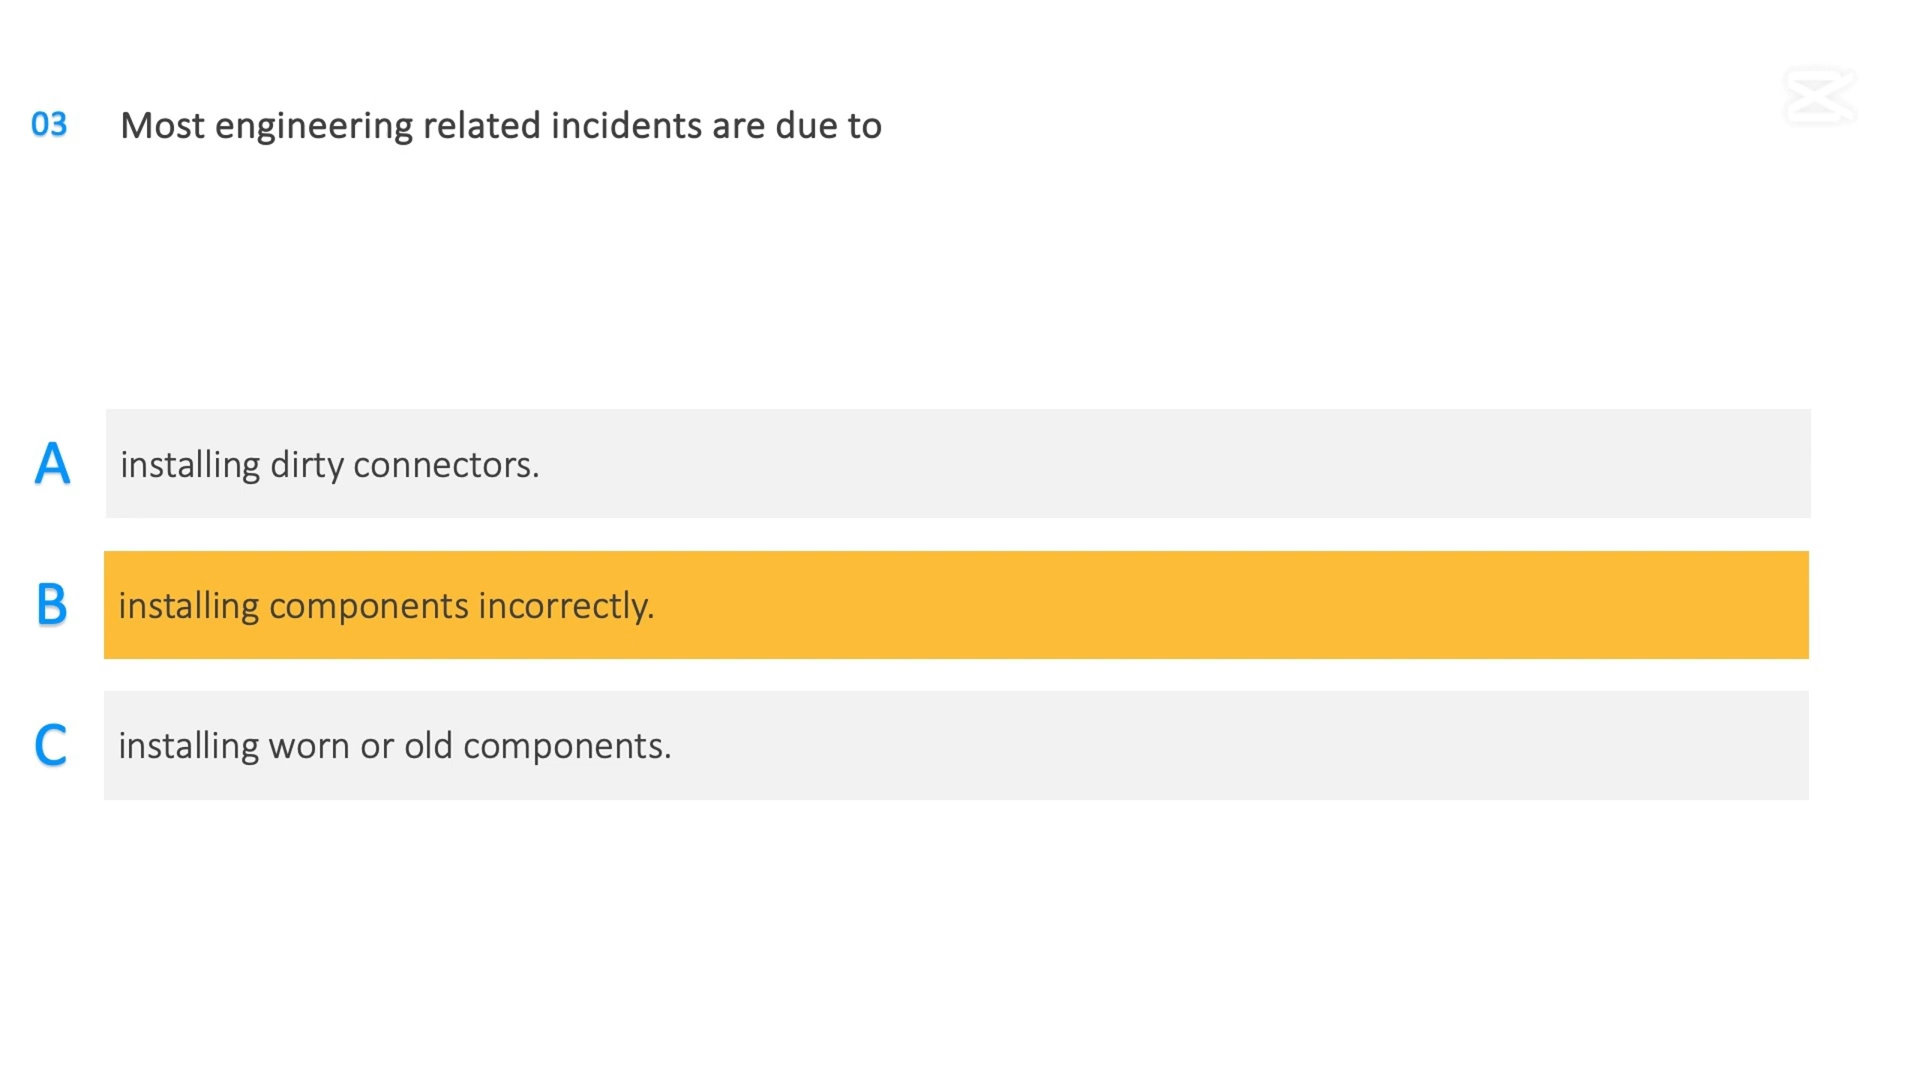 03 Most engineering related incidents are due to
A installing dirty connectors.
B installing components incorrectly.
C installing worn or old components.